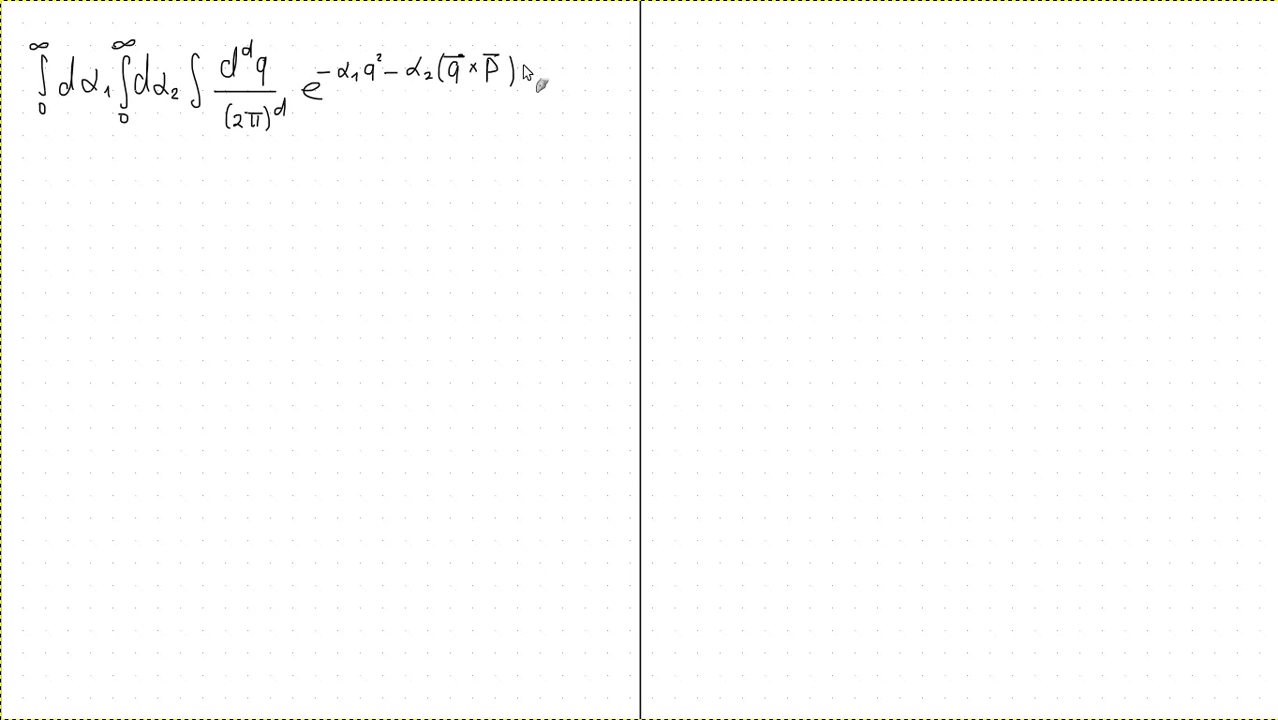 ∫₀^∞ dα₁ ∫₀^∞ dα₂ ∫ d^d q / (2π)^d e^{-α₁q² - α₂(q̄ × p̄)}